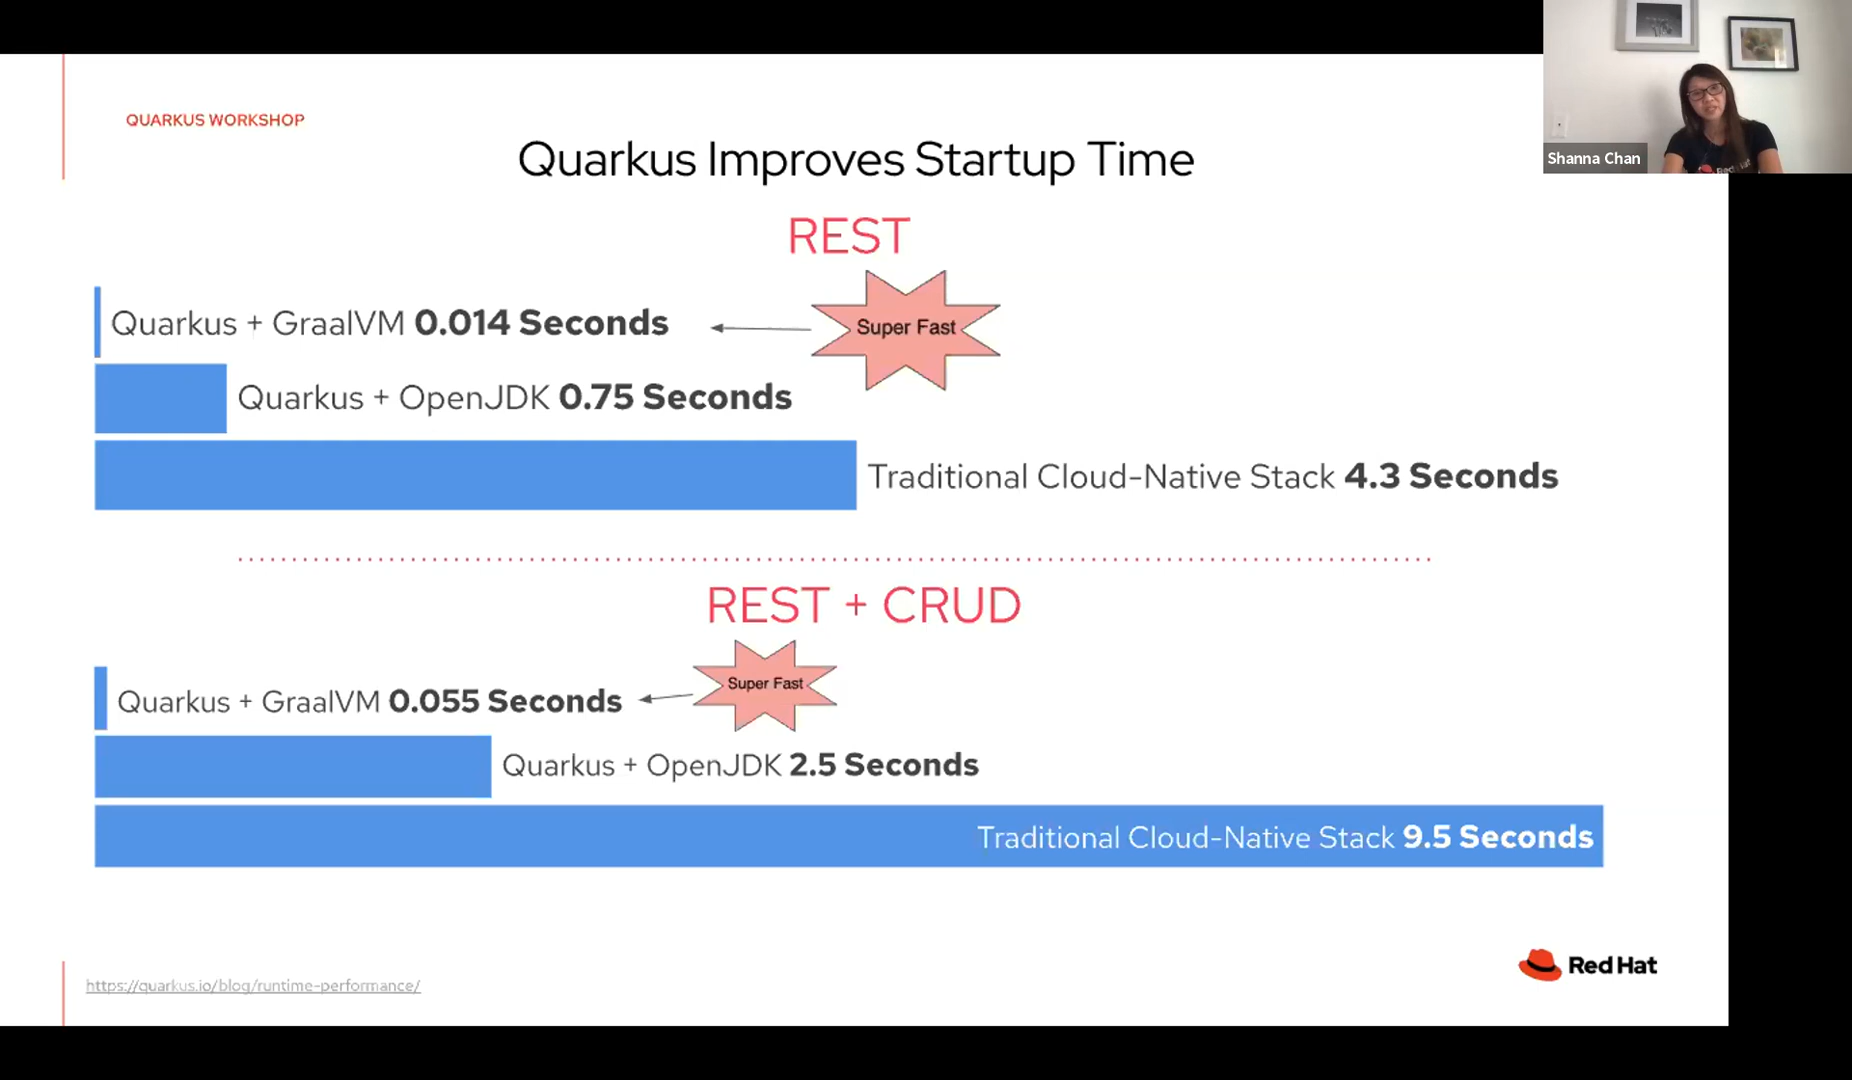 QUARKUS WORKSHOP
Quarkus Improves Startup Time
Shanna Chan
REST
Quarkus + GraalVM 0.014 Seconds
Super Fast
Quarkus + OpenJDK 0.75 Seconds
Traditional Cloud-Native Stack 4.3 Seconds
REST + CRUD
Quarkus + GraalVM 0.055 Seconds
Super Fast
Quarkus + OpenJDK 2.5 Seconds
Traditional Cloud-Native Stack 9.5 Seconds
https://quarkus.io/blog/runtime-performance/
Red Hat